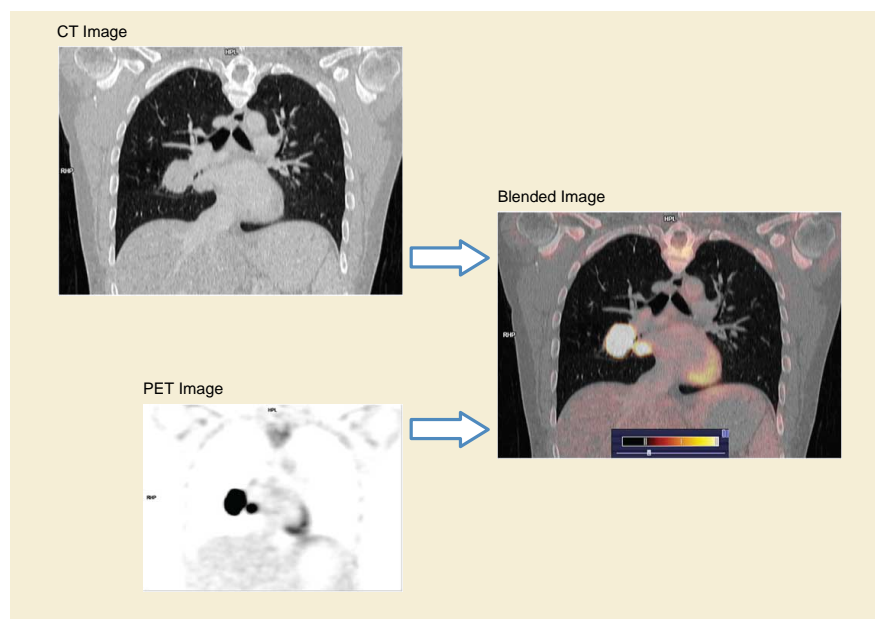 CT Image
HPL
RHP
Blended Image
HPL
RHP
PET Image
HPL
RHP